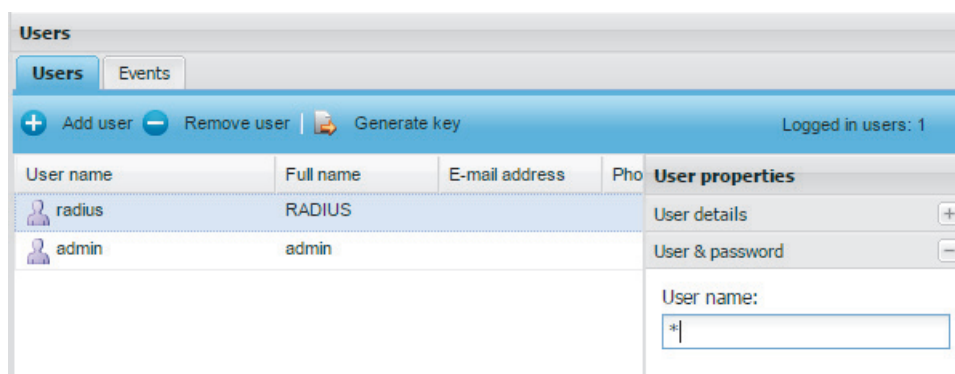 Users
Users Events
Add user Remove user | Generate key Logged in users: 1
User name Full name E-mail address Pho User properties
radius RADIUS User details
admin admin User & password
User name:
*